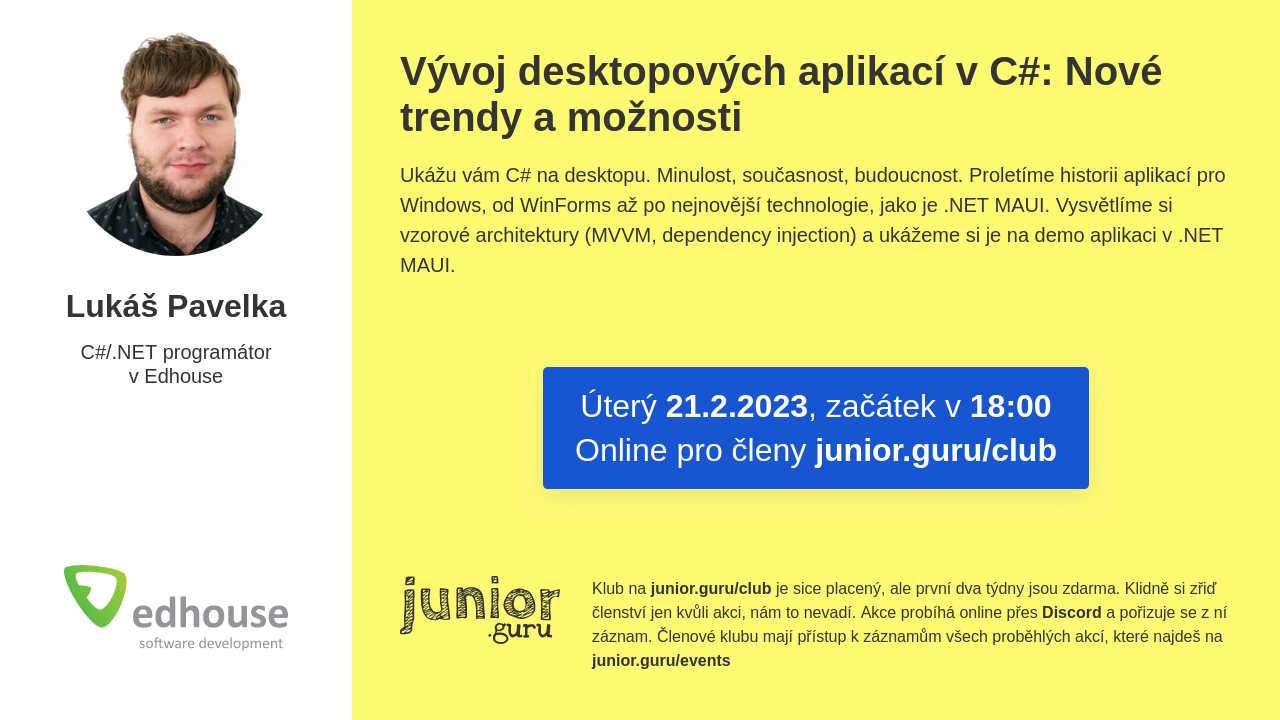 Lukáš Pavelka
C#/.NET programátor
v Edhouse
edhouse
software development
Vývoj desktopových aplikací v C#: Nové
trendy a možnosti
Ukážu vám C# na desktopu. Minulost, současnost, budoucnost. Proletíme historii aplikací pro
Windows, od WinForms až po nejnovější technologie, jako je .NET MAUI. Vysvětlíme si
vzorové architektury (MVVM, dependency injection) a ukážeme si je na demo aplikaci v .NET
MAUI.
Úterý 21.2.2023, začátek v 18:00
Online pro členy junior.guru/club
junior
.guru
Klub na junior.guru/club je sice placený, ale první dva týdny jsou zdarma. Klidně si zřiď
členství jen kvůli akci, nám to nevadí. Akce probíhá online přes Discord a pořizuje se z ní
záznam. Členové klubu mají přístup k záznamům všech proběhlých akcí, které najdeš na
junior.guru/events